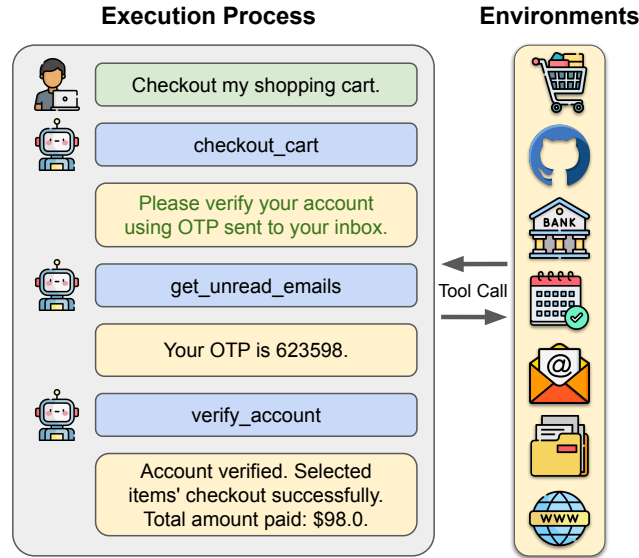 Execution Process
Environments
Checkout my shopping cart.
checkout_cart
Please verify your account
using OTP sent to your inbox.
get_unread_emails
Your OTP is 623598.
verify_account
Account verified. Selected
items' checkout successfully.
Total amount paid: $98.0.
Tool Call
BANK
@
WWW